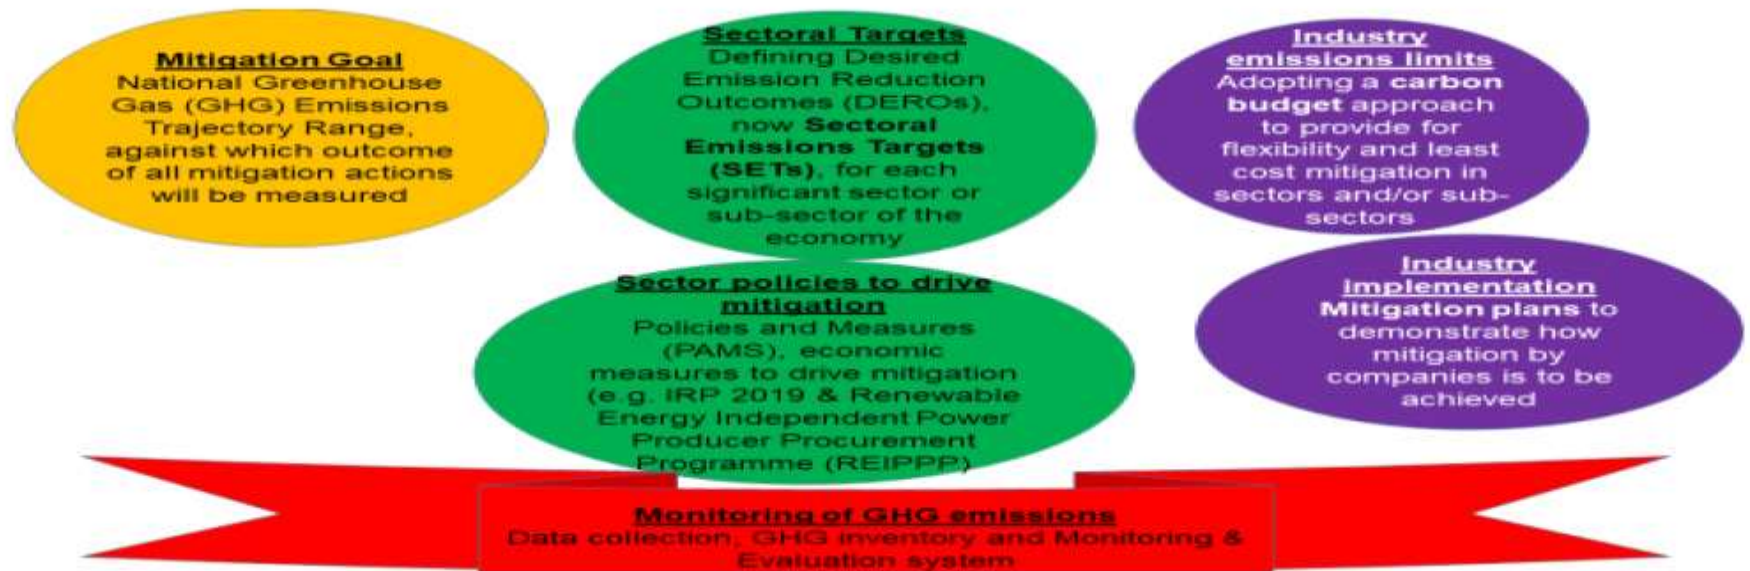 Mitigation Goal
National Greenhouse
Gas (GHG) Emissions
Trajectory Range,
against which outcome
of all mitigation actions
will be measured
Sectoral Targets
Defining Desired
Emission Reduction
Outcomes (DEROs),
now Sectoral
Emissions Targets
(SETs), for each
significant sector or
sub-sector of the
economy
Industry
emissions limits
Adopting a carbon
budget approach
to provide for
flexibility and least
cost mitigation in
sectors and/or sub-
sectors
Sector policies to drive
mitigation
Policies and Measures
(PAMS), economic
measures to drive mitigation
(e.g. IRP 2019 & Renewable
Energy Independent Power
Producer Procurement
Programme (REIPPP)
Industry
implementation
Mitigation plans to
demonstrate how
mitigation by
companies is to be
achieved
Monitoring of GHG emissions
Data collection, GHG inventory and Monitoring &
Evaluation system